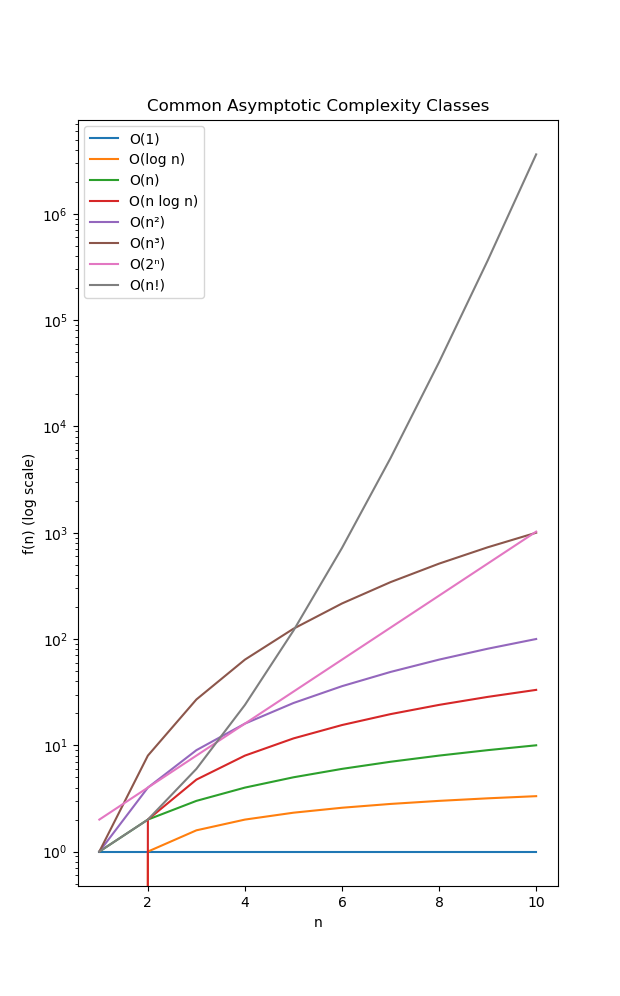 Common Asymptotic Complexity Classes
O(1)
O(log n)
O(n)
O(n log n)
O(n²)
O(n³)
O(2ⁿ)
O(n!)
f(n) (log scale)
10⁶
10⁵
10⁴
10³
10²
10¹
10⁰
2 4 6 8 10
n